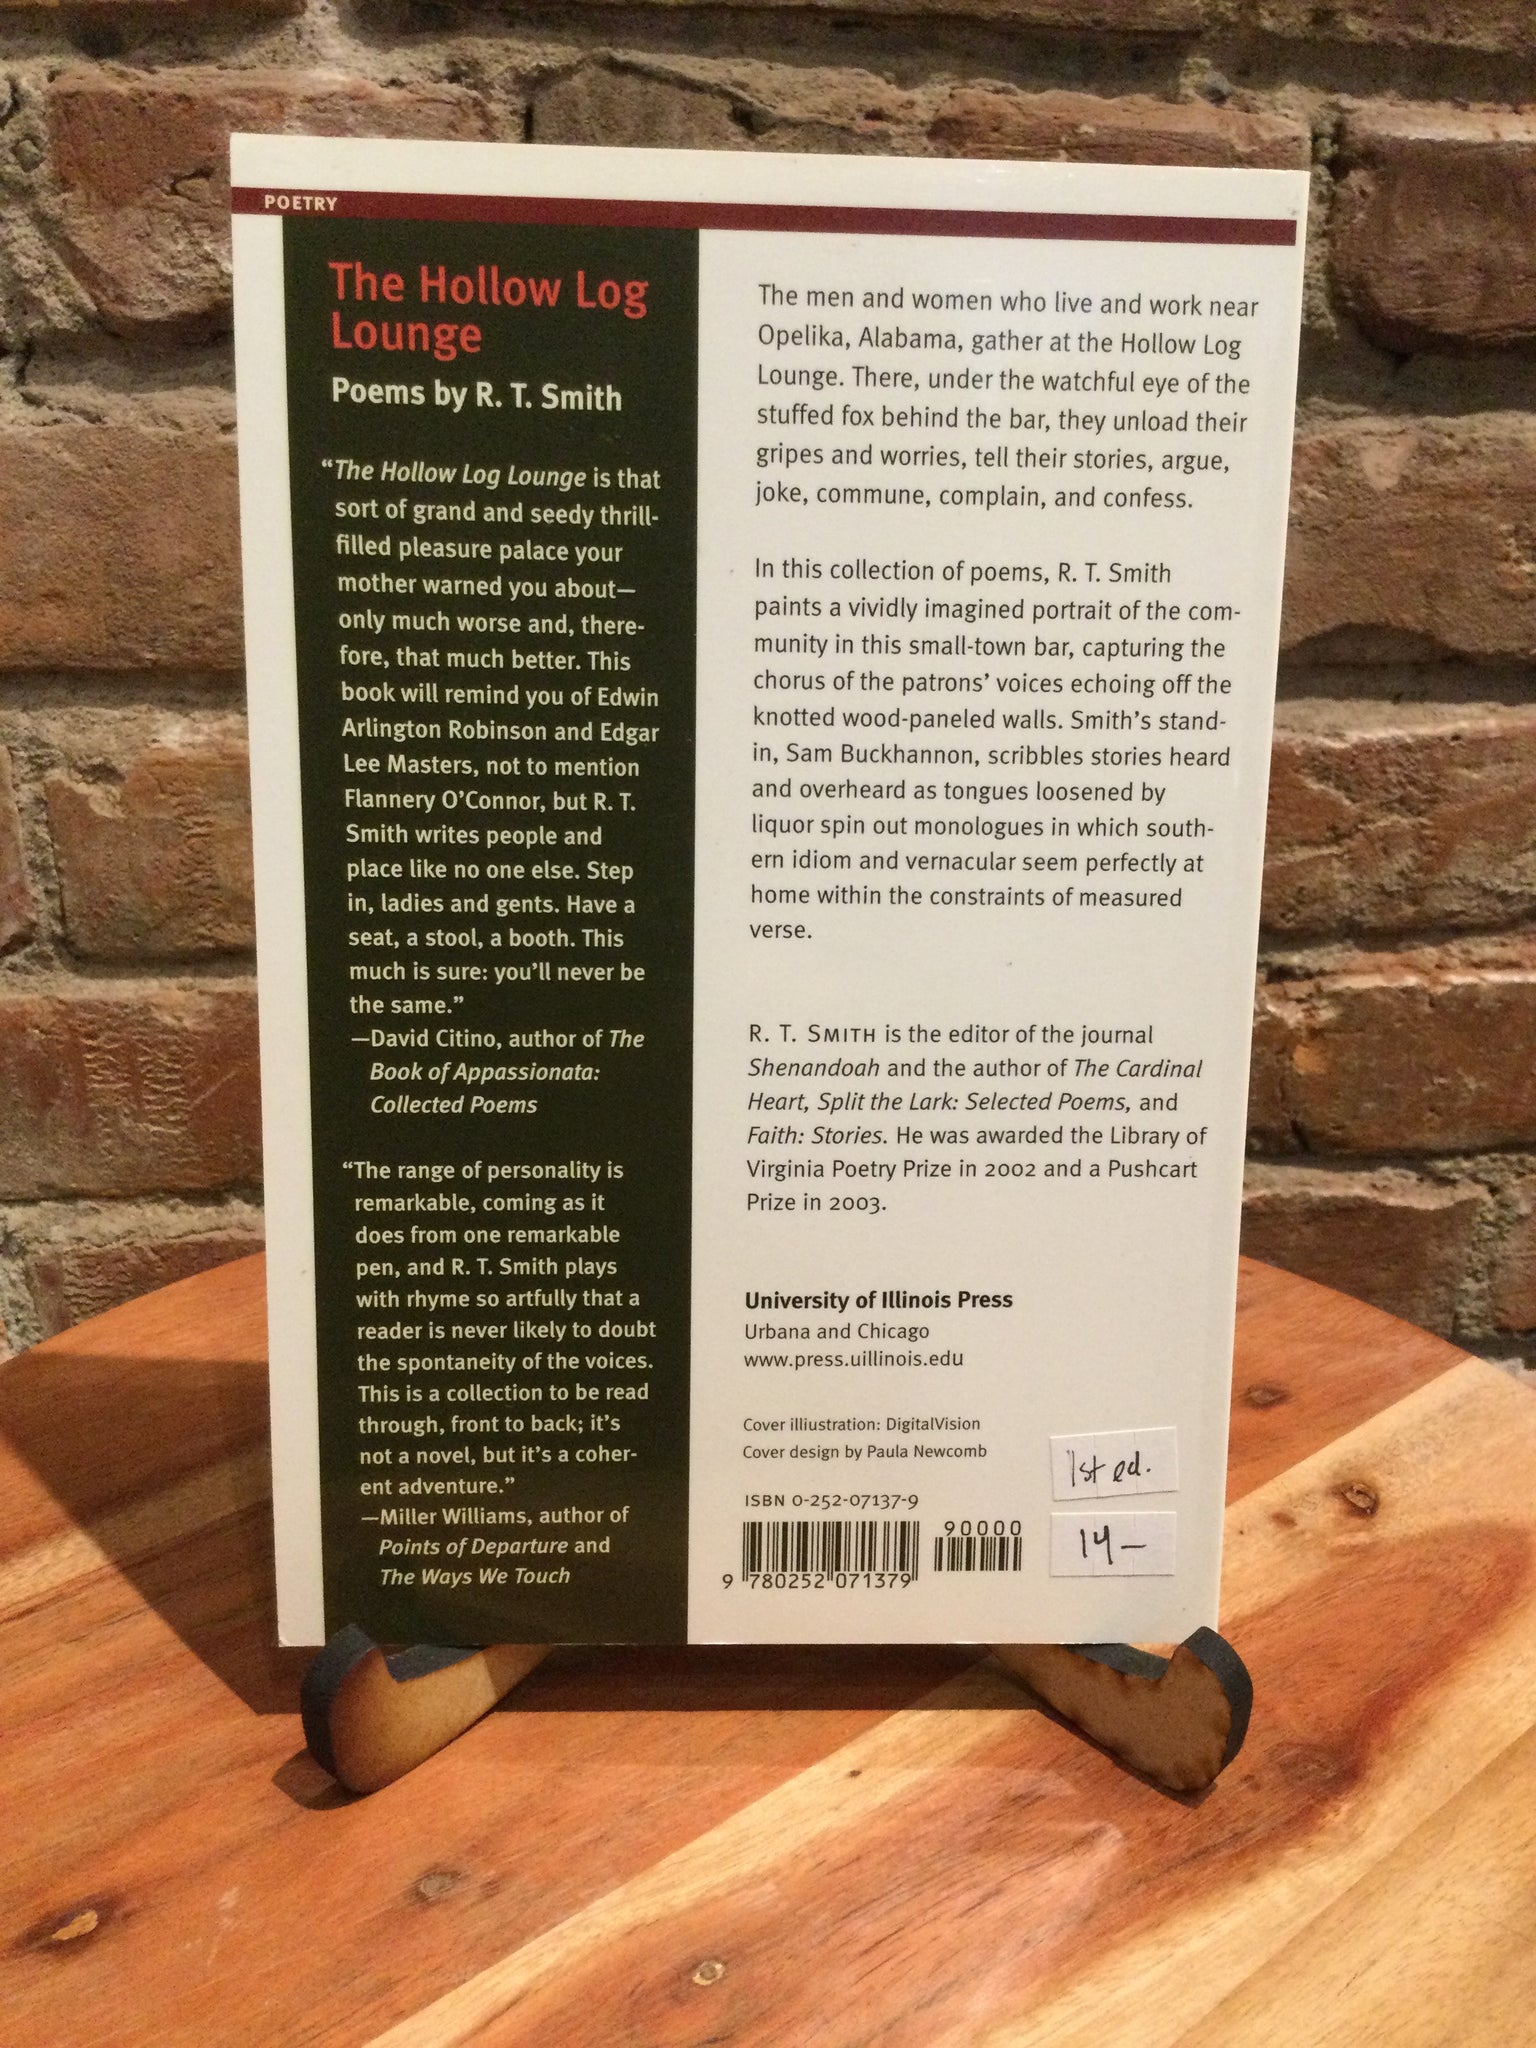 POETRY
The Hollow Log
Lounge
Poems by R. T. Smith
“The Hollow Log Lounge is that
sort of grand and seedy thrill-
filled pleasure palace your
mother warned you about—
only much worse and, there-
fore, that much better. This
book will remind you of Edwin
Arlington Robinson and Edgar
Lee Masters, not to mention
Flannery O’Connor, but R. T.
Smith writes people and
place like no one else. Step
in, ladies and gents. Have a
seat, a stool, a booth. This
much is sure: you’ll never be
the same.”
—David Citino, author of The
Book of Appassionata:
Collected Poems
“The range of personality is
remarkable, coming as it
does from one remarkable
pen, and R. T. Smith plays
with rhyme so artfully that a
reader is never likely to doubt
the spontaneity of the voices.
This is a collection to be read
through, front to back; it’s
not a novel, but it’s a coher-
ent adventure.”
—Miller Williams, author of
Points of Departure and
The Ways We Touch
The men and women who live and work near
Opelika, Alabama, gather at the Hollow Log
Lounge. There, under the watchful eye of the
stuffed fox behind the bar, they unload their
gripes and worries, tell their stories, argue,
joke, commune, complain, and confess.
In this collection of poems, R. T. Smith
paints a vividly imagined portrait of the com-
munity in this small-town bar, capturing the
chorus of the patrons’ voices echoing off the
knotted wood-paneled walls. Smith’s stand-
in, Sam Buckhannon, scribbles stories heard
and overheard as tongues loosened by
liquor spin out monologues in which south-
ern idiom and vernacular seem perfectly at
home within the constraints of measured
verse.
R. T. SMITH is the editor of the journal
Shenandoah and the author of The Cardinal
Heart, Split the Lark: Selected Poems, and
Faith: Stories. He was awarded the Library of
Virginia Poetry Prize in 2002 and a Pushcart
Prize in 2003.
University of Illinois Press
Urbana and Chicago
www.press.uillinois.edu
Cover illiustration: DigitalVision
Cover design by Paula Newcomb
ISBN 0-252-07137-9
90000
9 780252 071379
1st ed.
14—